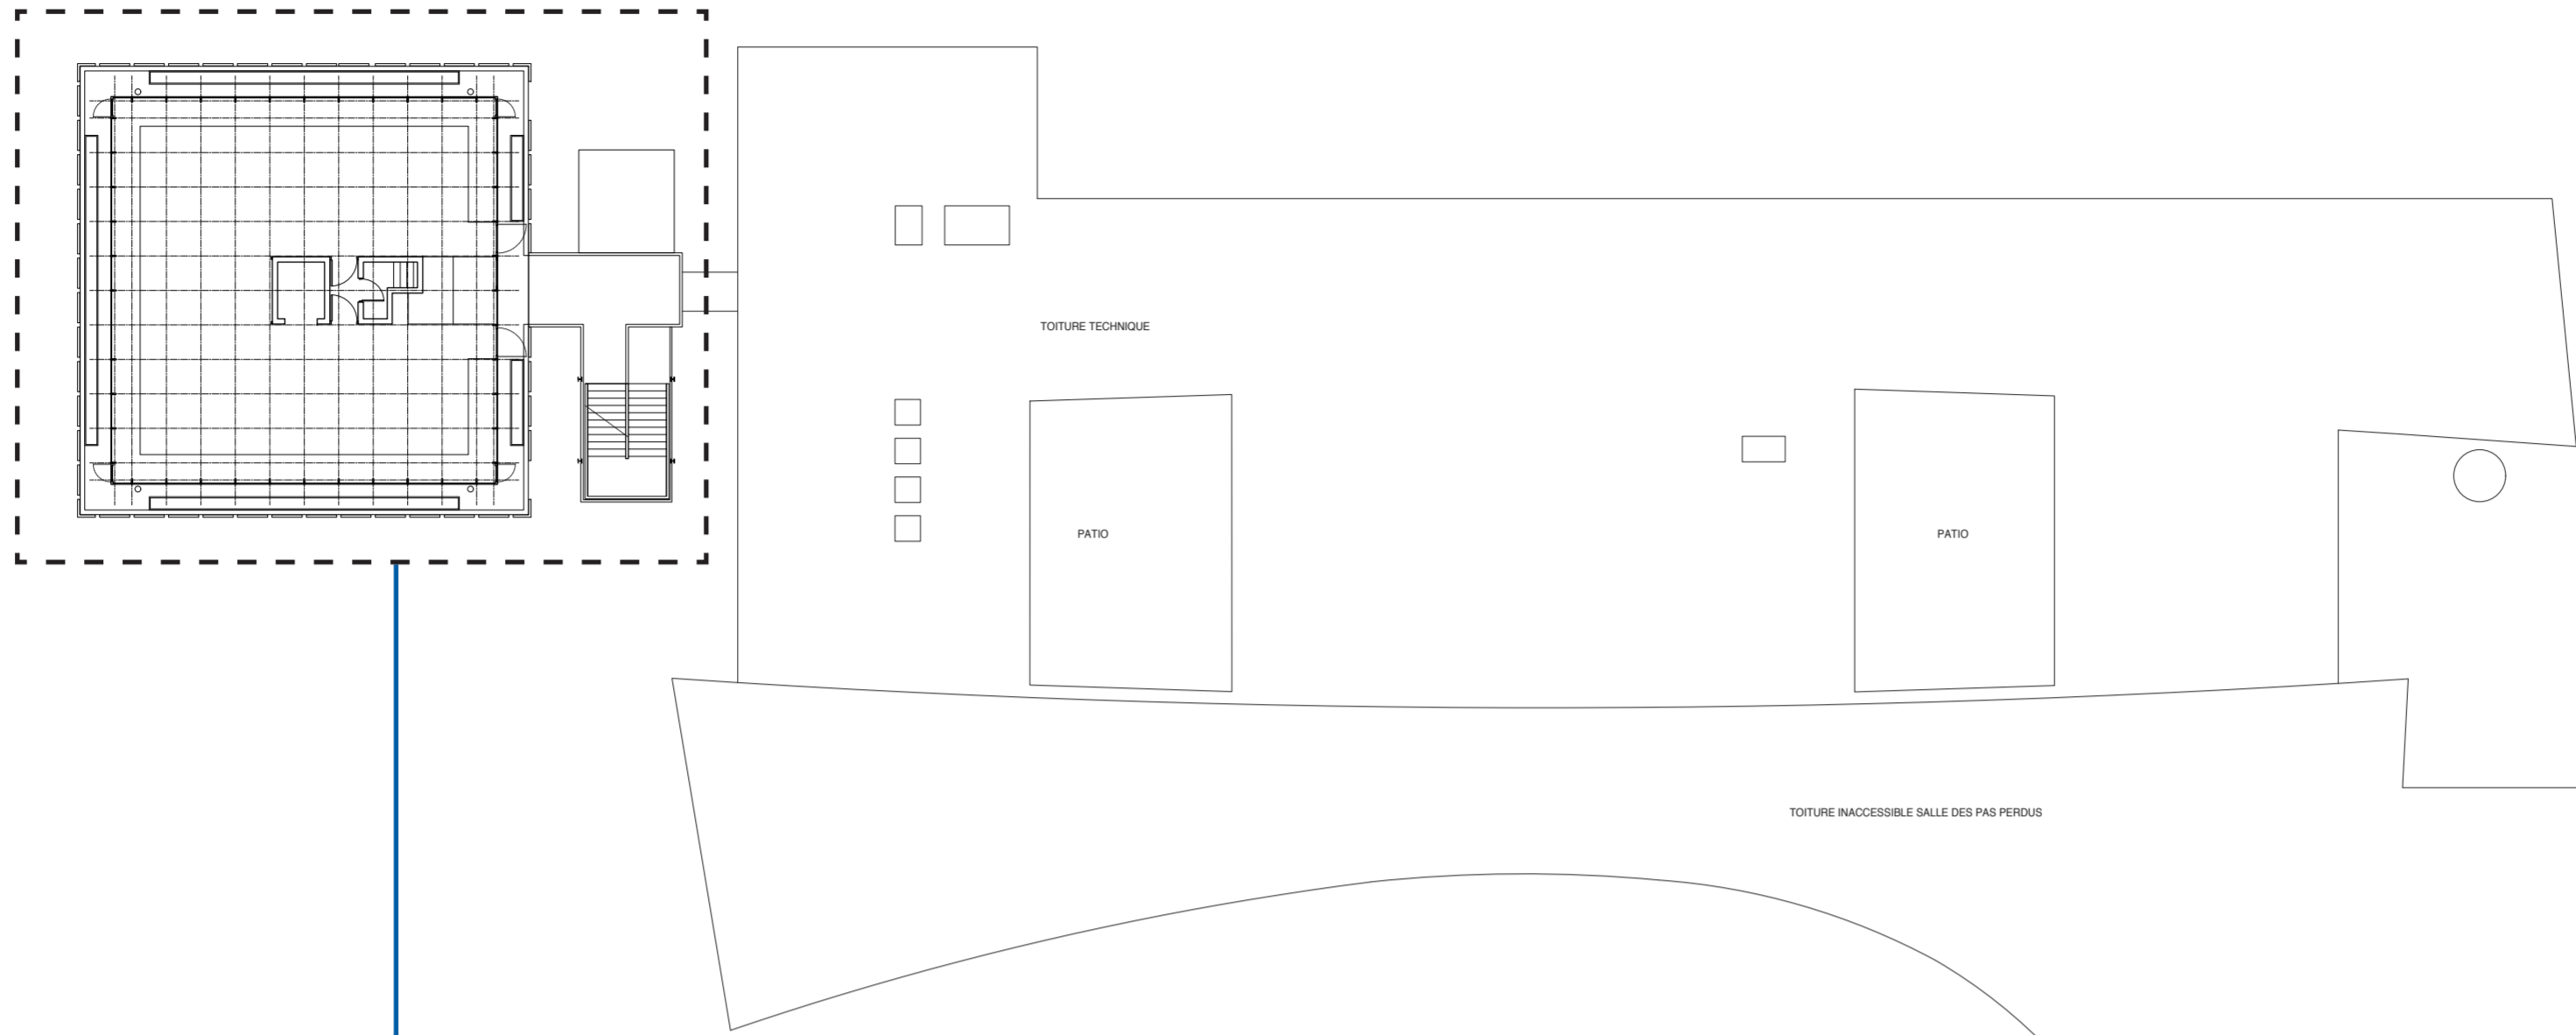 TOITURE TECHNIQUE
PATIO
PATIO
TOITURE INACCESSIBLE SALLE DES PAS PERDUS